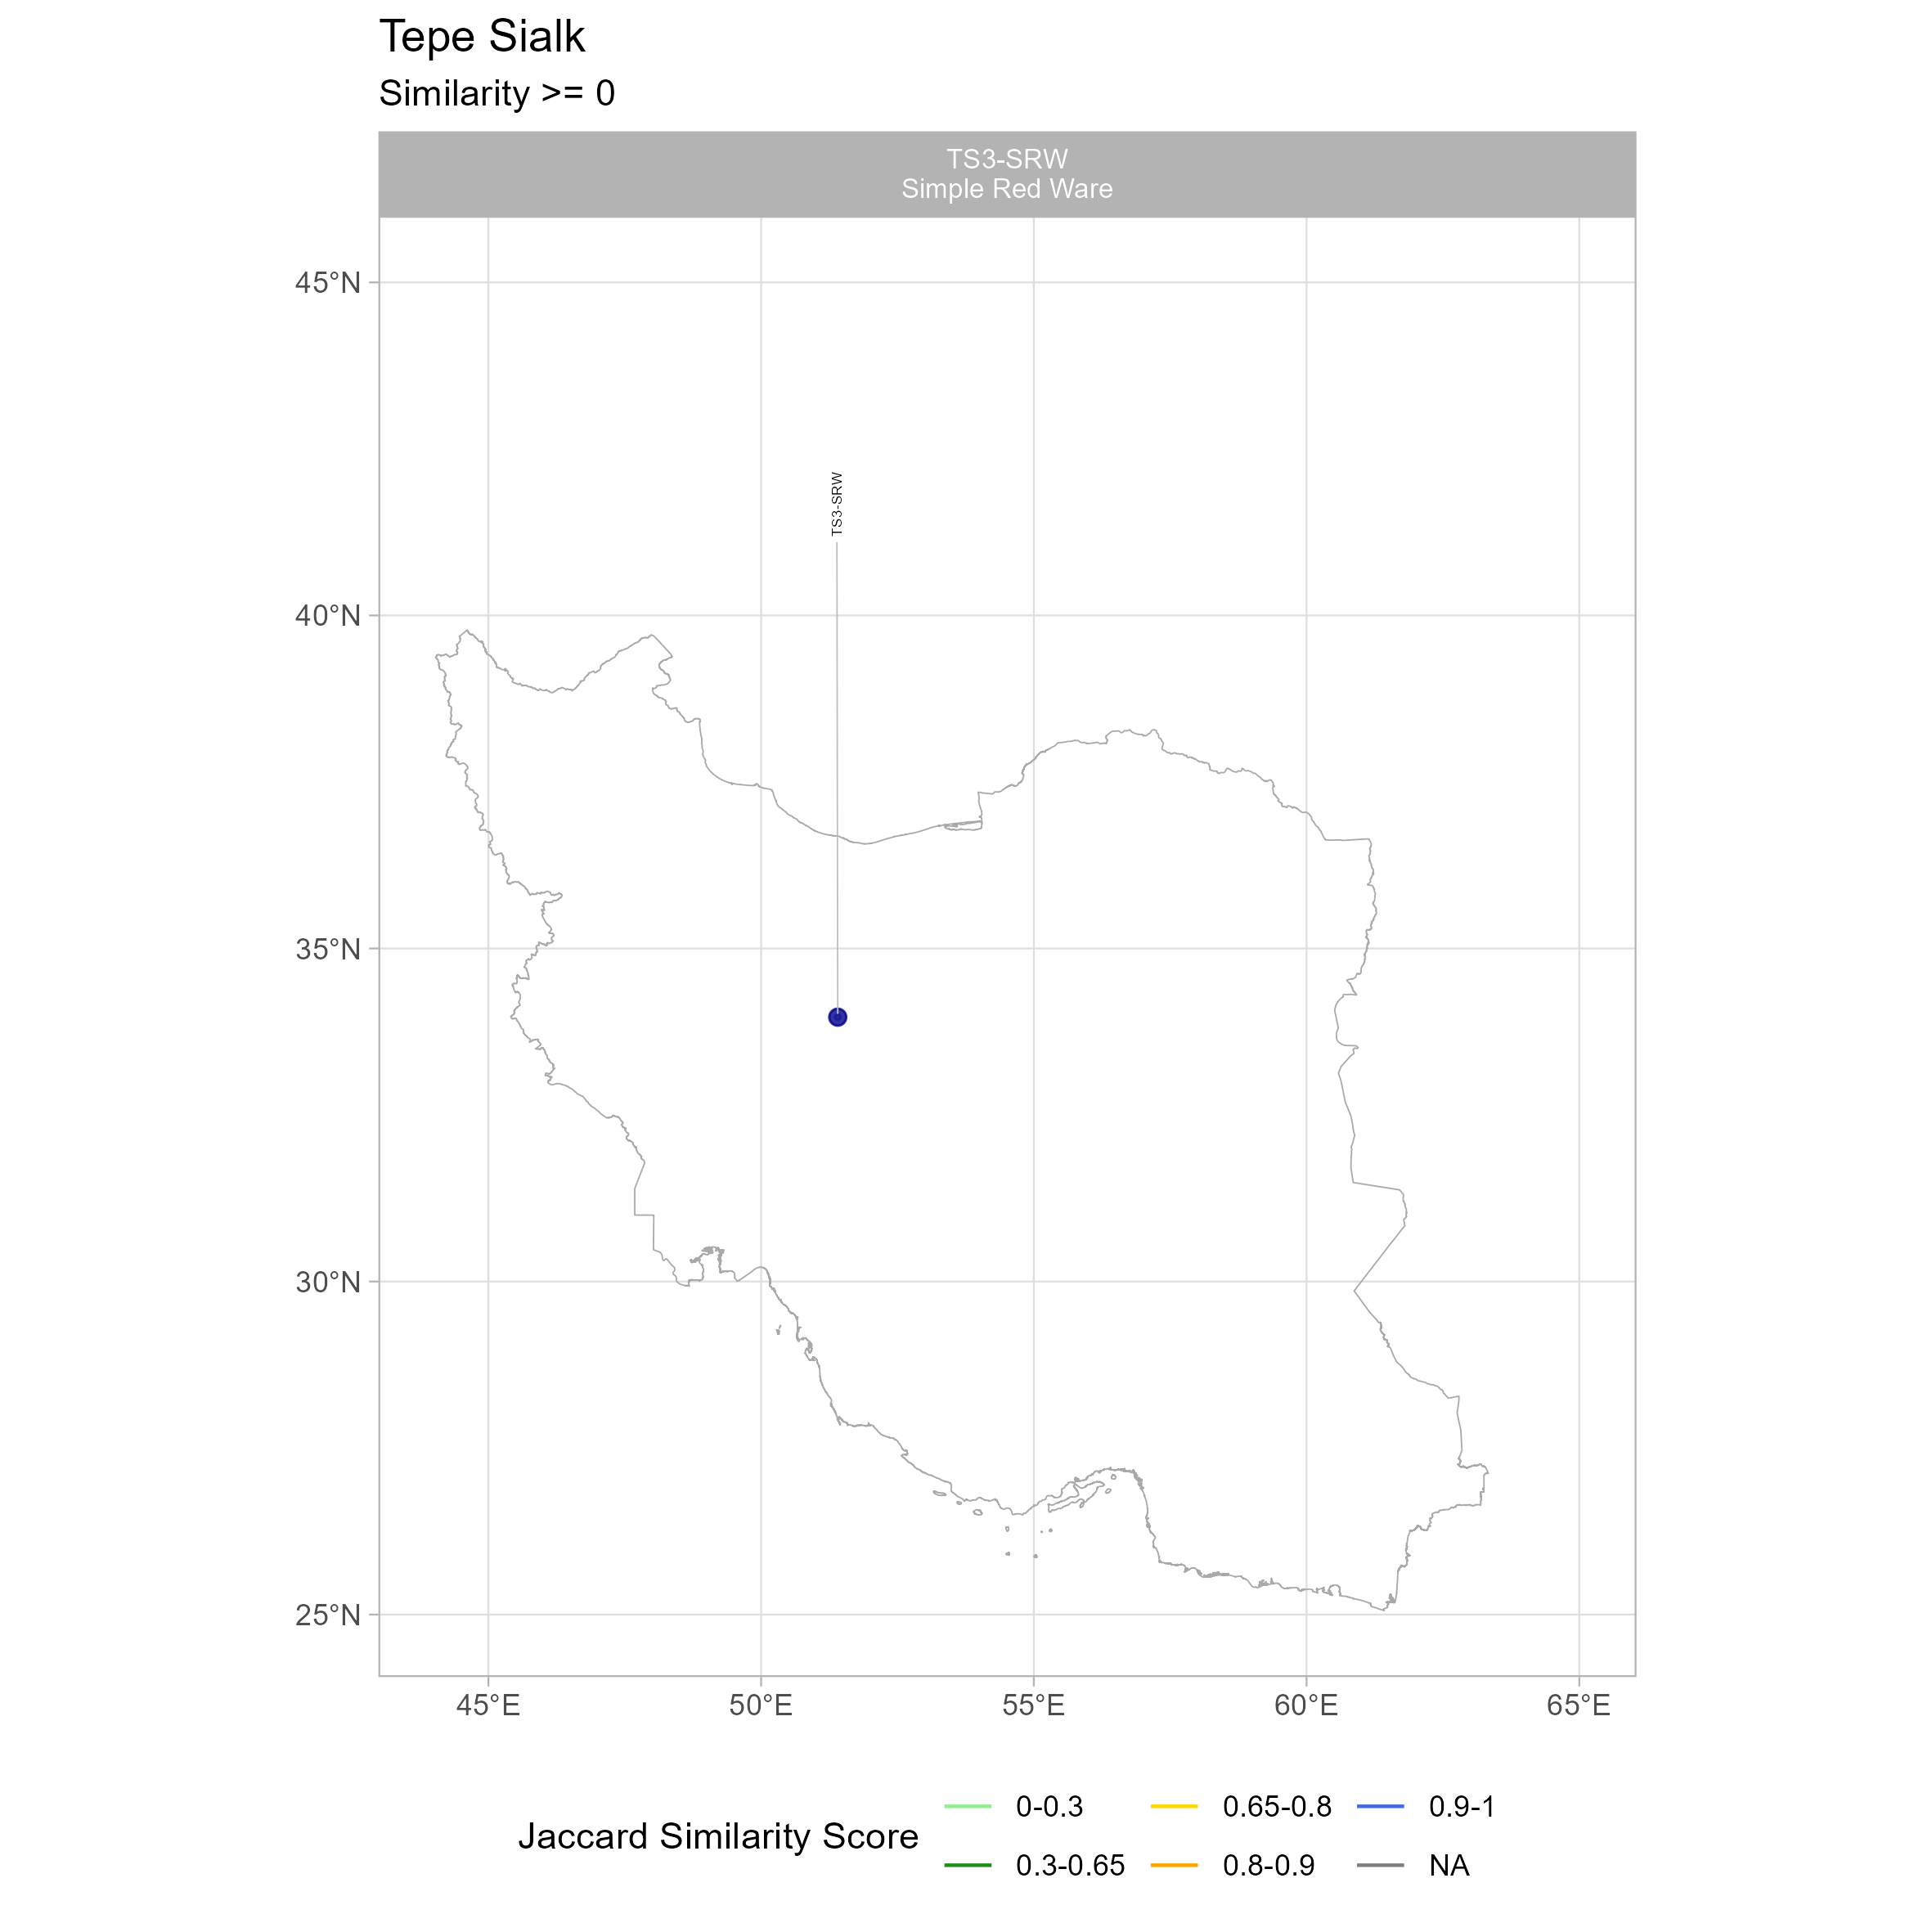 Tepe Sialk
Similarity >= 0
TS3-SRW
Simple Red Ware
45°N
TS3-SRW
40°N
35°N
30°N
25°N
45°E 50°E 55°E 60°E 65°E
Jaccard Similarity Score
0-0.3 0.65-0.8 0.9-1
0.3-0.65 0.8-0.9 NA